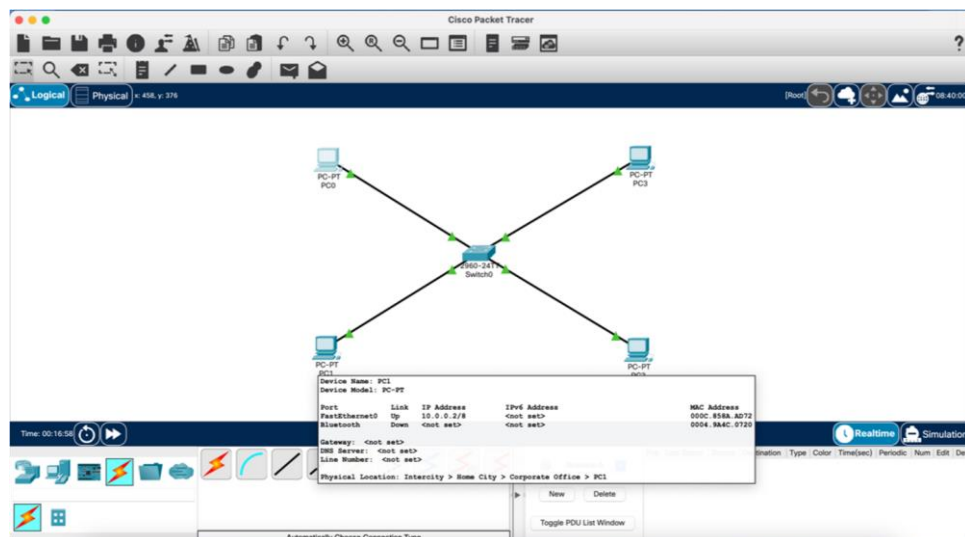 Cisco Packet Tracer
Logical
Physical
x: 458, y: 376
[Root]
08:40:00
PC-PT
PC0
PC-PT
PC3
Switch0
PC-PT
PC1
PC-PT
Device Name: PC1
Device Model: PC-PT
Port Link IP Address IPv6 Address MAC Address
FastEthernet0 Up 10.0.0.2/8 <not set> 000C.858A.AD72
Bluetooth Down <not set> <not set> 0004.9A4C.0720
Gateway: <not set>
DNS Server: <not set>
Line Number: <not set>
Physical Location: Intercity > Home City > Corporate Office > PC1
Time: 00:16:58
Realtime
Simulation
Type Color Time(sec) Periodic Num Edit De
New
Delete
Toggle PDU List Window
Automatically Choose Connection Type